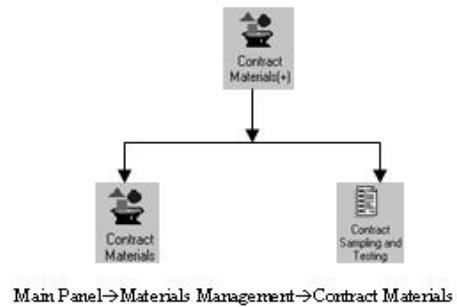 Contract
Materials(+)
Contract
Materials
Contract
Sampling and
Testing
Main Panel→Materials Management→Contract Materials